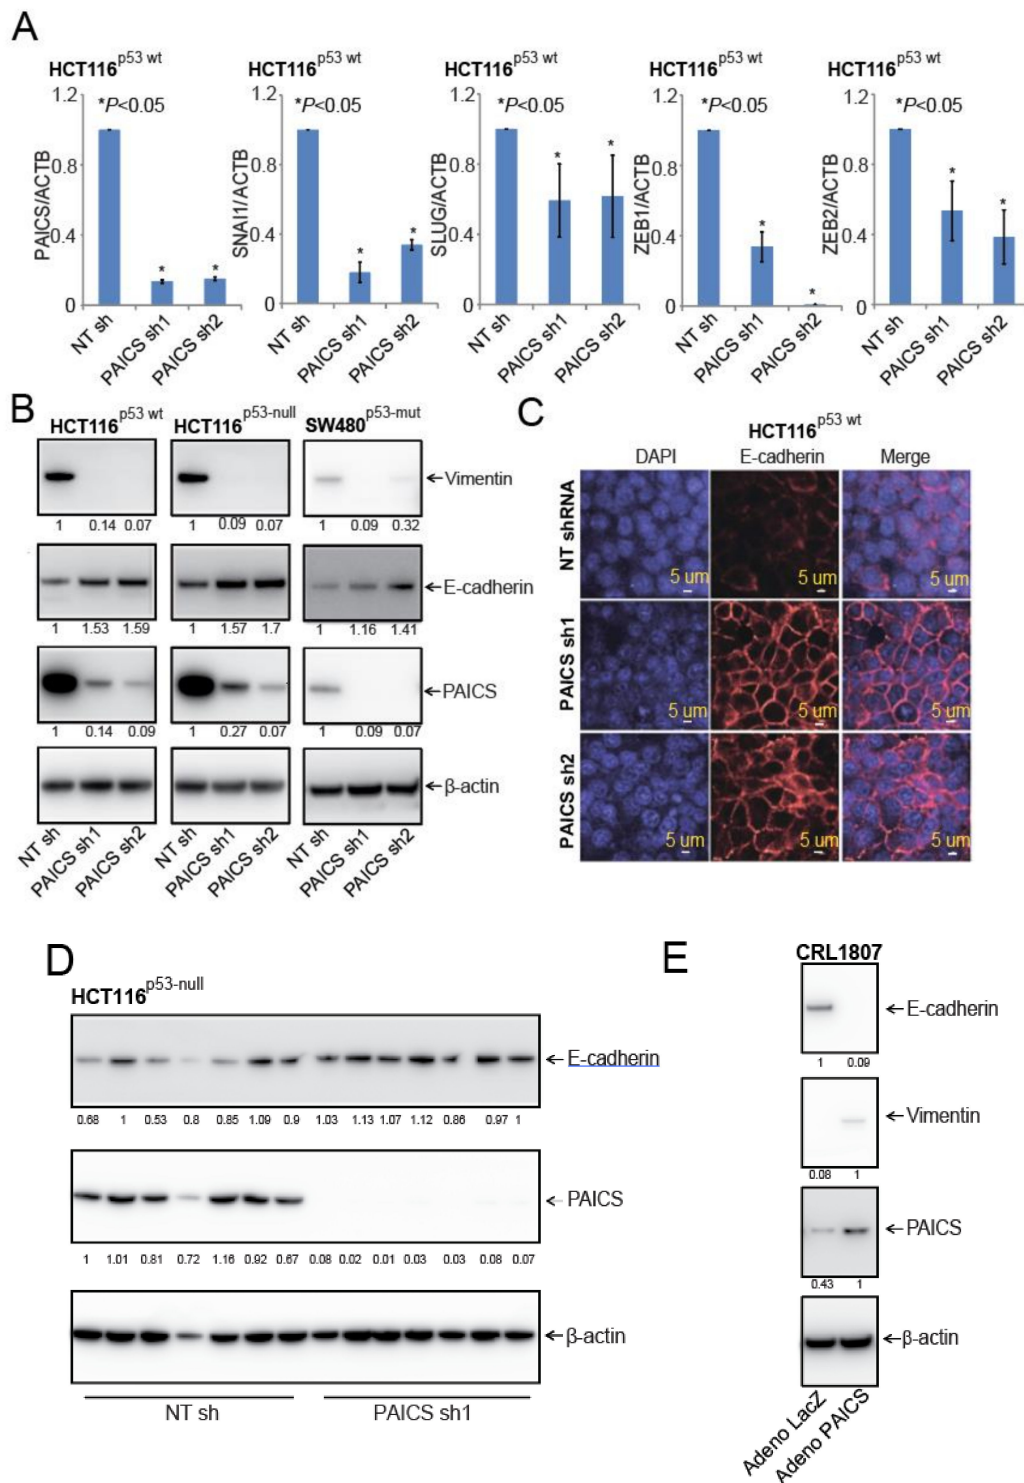 A
HCT116p53 wt
HCT116p53 wt
HCT116p53 wt
HCT116p53 wt
HCT116p53 wt
*P<0.05
*P<0.05
*P<0.05
*P<0.05
*P<0.05
PAICS/ACTB
1.2
0.8
0.4
0
* *
NT sh
PAICS sh1
PAICS sh2
SNAI1/ACTB
1.2
0.8
0.4
0
* *
NT sh
PAICS sh1
PAICS sh2
SLUG/ACTB
1.2
0.8
0.4
0
* *
NT sh
PAICS sh1
PAICS sh2
ZEB1/ACTB
1.2
0.8
0.4
0
* *
NT sh
PAICS sh1
PAICS sh2
ZEB2/ACTB
1.2
0.8
0.4
0
* *
NT sh
PAICS sh1
PAICS sh2
B
HCT116p53 wt HCT116p53-null SW480p53-mut
←Vimentin
1 0.14 0.07 1 0.09 0.07 1 0.09 0.32
←E-cadherin
1 1.53 1.59 1 1.57 1.7 1 1.16 1.41
←PAICS
1 0.14 0.09 1 0.27 0.07 1 0.09 0.07
←β-actin
NT sh
PAICS sh1
PAICS sh2
NT sh
PAICS sh1
PAICS sh2
NT sh
PAICS sh1
PAICS sh2
C
HCT116p53 wt
DAPI E-cadherin Merge
NT shRNA
5 um 5 um 5 um
PAICS sh1
5 um 5 um 5 um
PAICS sh2
5 um 5 um 5 um
D
HCT116p53-null
←E-cadherin
0.68 1 0.53 0.8 0.85 1.09 0.9 1.03 1.13 1.07 1.12 0.86 0.97 1
←PAICS
1 1.01 0.81 0.72 1.16 0.92 0.67 0.08 0.02 0.01 0.03 0.03 0.08 0.07
←β-actin
NT sh PAICS sh1
E
CRL1807
←E-cadherin
1 0.09
←Vimentin
0.08 1
←PAICS
0.43 1
←β-actin
Adeno LacZ
Adeno PAICS